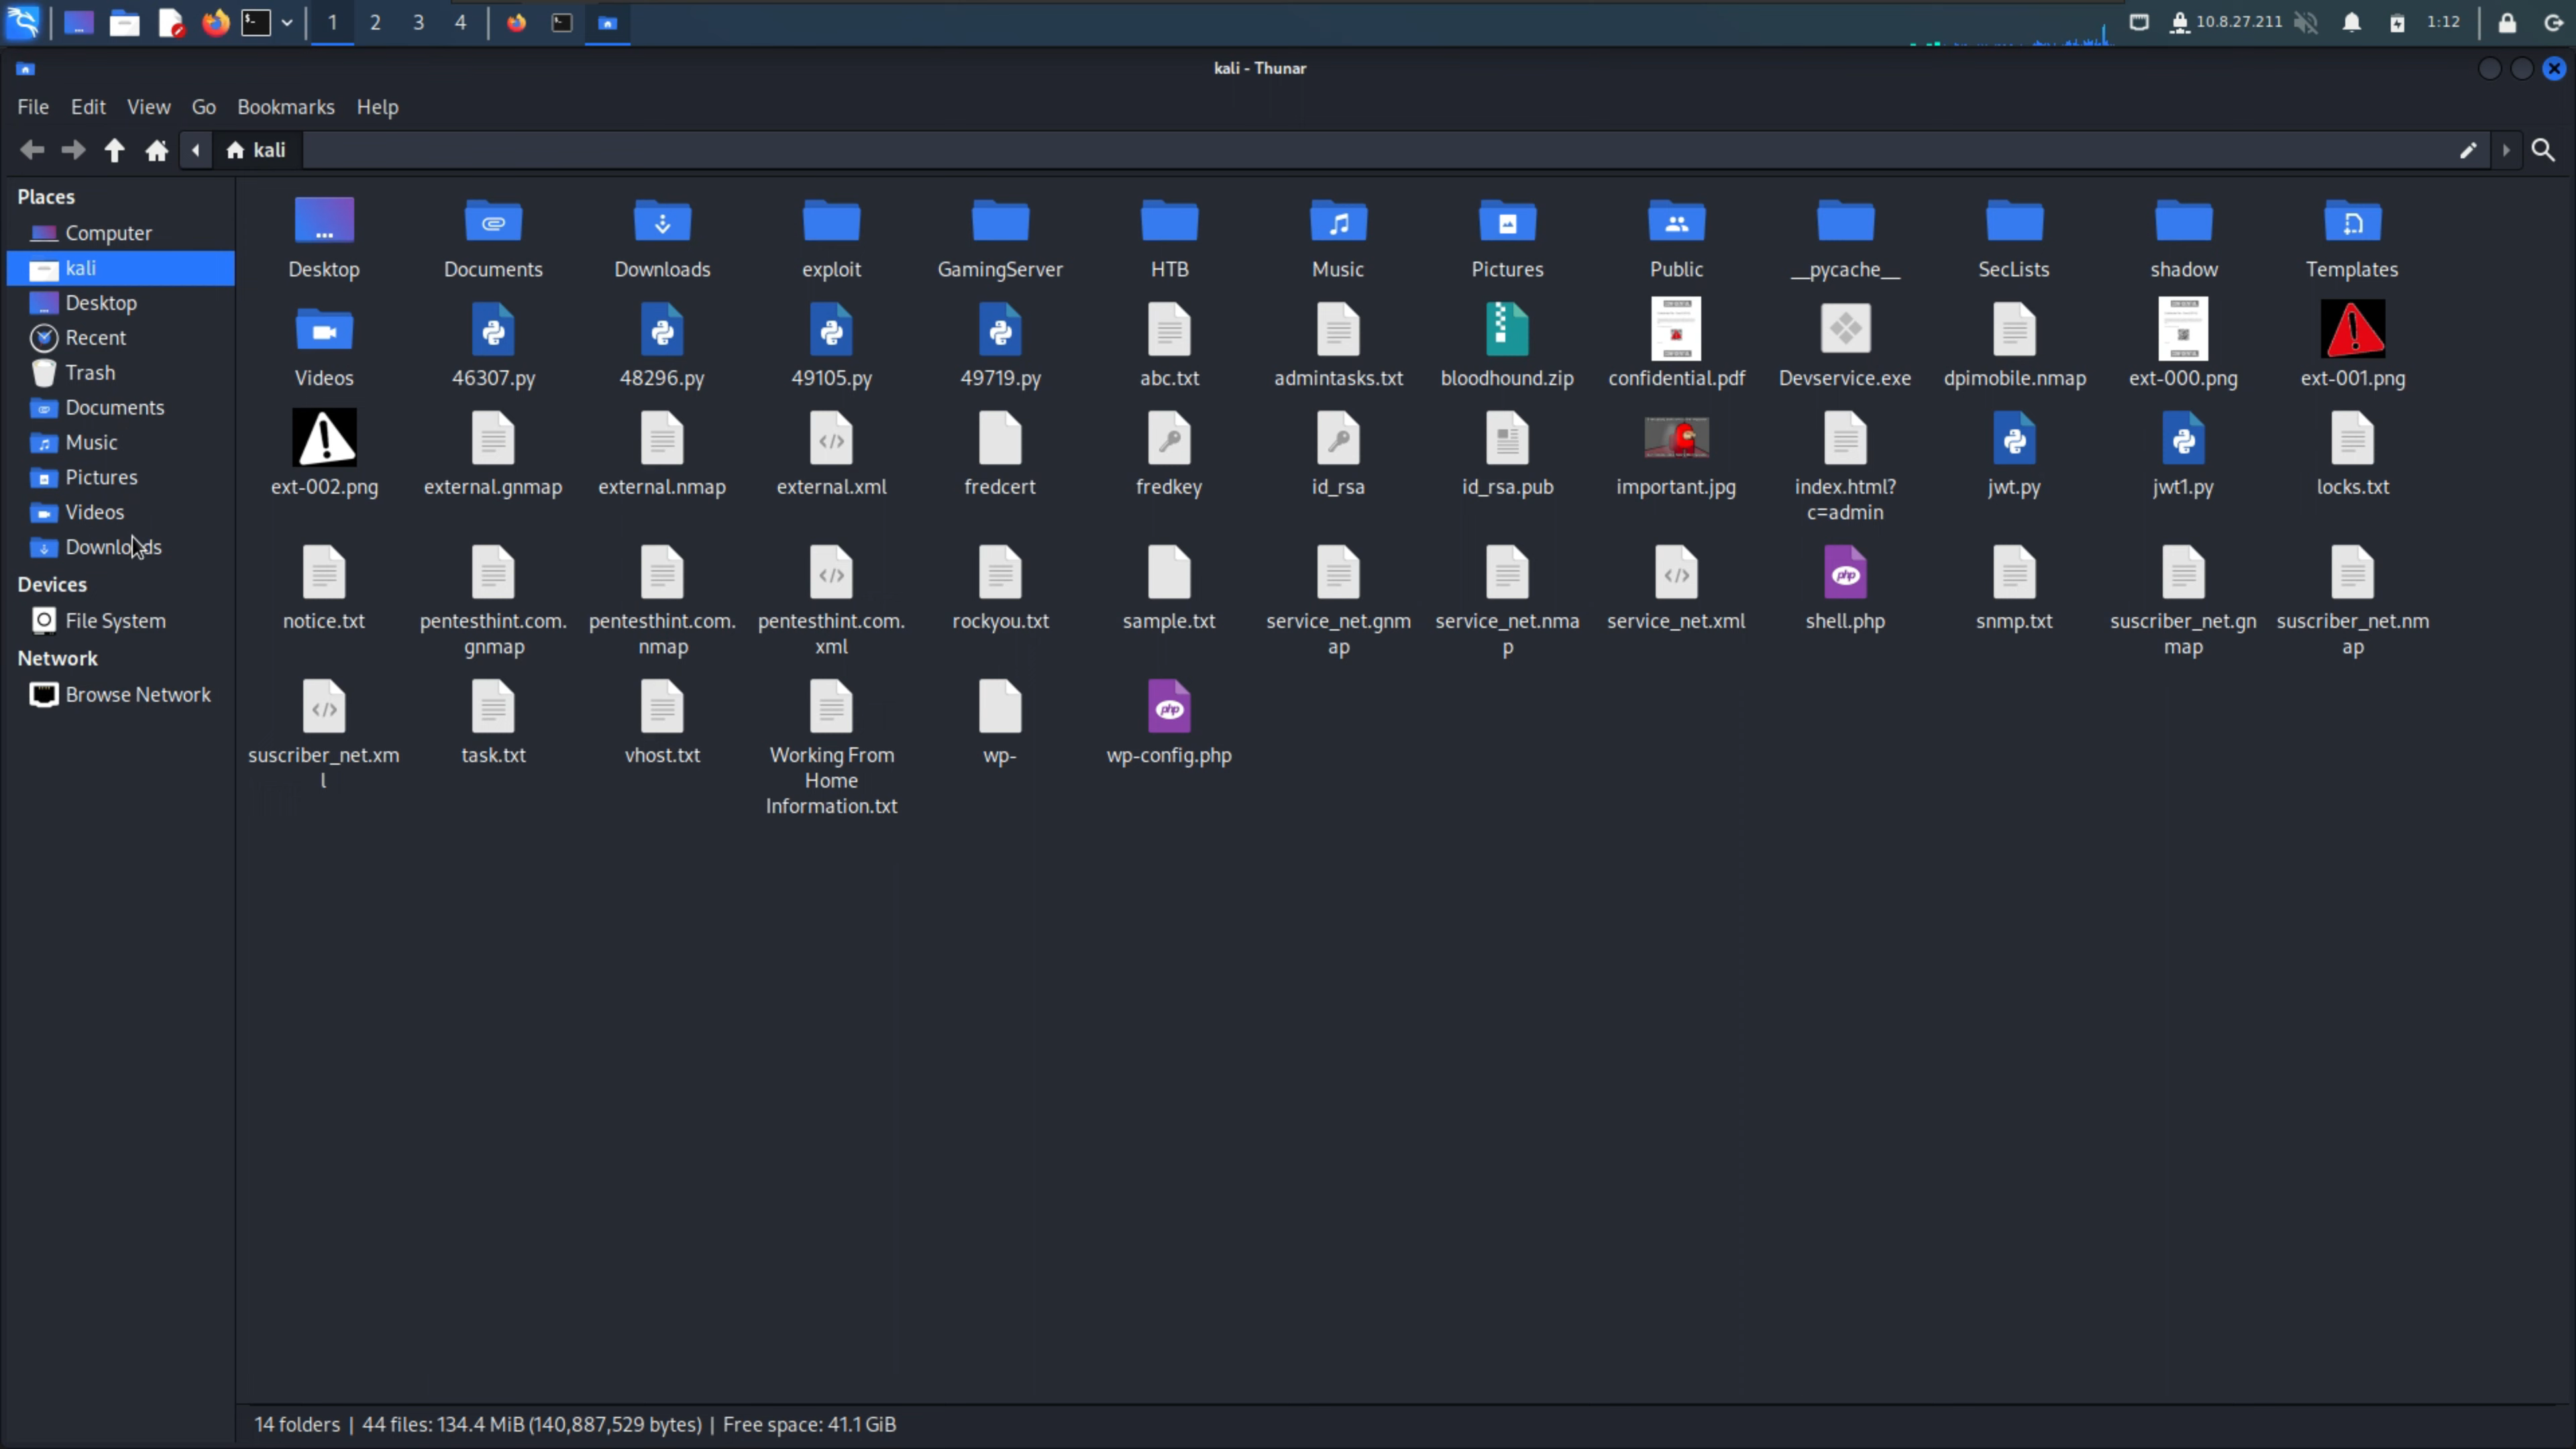 1 2 3 4 10.8.27.211 1:12
kali - Thunar
File Edit View Go Bookmarks Help
kali
Places
Computer
kali
Desktop
Recent
Trash
Documents
Music
Pictures
Videos
Downloads
Devices
File System
Network
Browse Network
Desktop Documents Downloads exploit GamingServer HTB Music Pictures Public __pycache__ SecLists shadow Templates
Videos 46307.py 48296.py 49105.py 49719.py abc.txt admintasks.txt bloodhound.zip confidential.pdf Devservice.exe dpimobile.nmap ext-000.png ext-001.png
ext-002.png external.gnmap external.nmap external.xml fredcert fredkey id_rsa id_rsa.pub important.jpg index.html? jwt.py jwt1.py locks.txt
c=admin
notice.txt pentesthint.com. pentesthint.com. pentesthint.com. rockyou.txt sample.txt service_net.gnm service_net.nma service_net.xml shell.php snmp.txt suscriber_net.gn suscriber_net.nm
gnmap nmap xml ap p map ap
suscriber_net.xm task.txt vhost.txt Working From wp- wp-config.php
l Home
Information.txt
14 folders | 44 files: 134.4 MiB (140,887,529 bytes) | Free space: 41.1 GiB